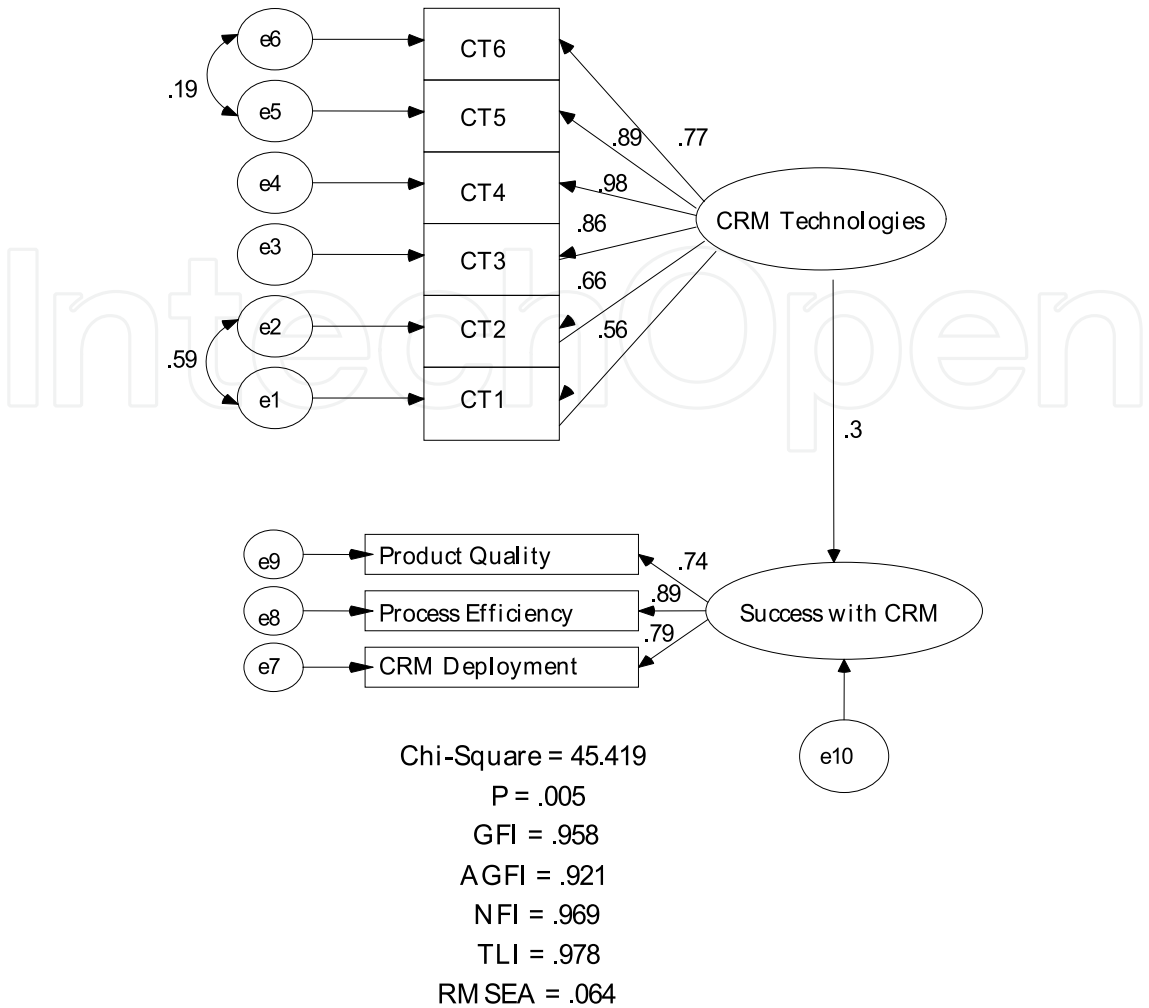 e6
CT6
.19
e5
CT5
.89
.77
e4
CT4
.98
CRM Technologies
.86
e3
CT3
.66
e2
CT2
.56
.59
e1
CT1
IntechOpen
.3
e9
Product Quality
.74
e8
Process Efficiency
.89
Success with CRM
.79
e7
CRM Deployment
e10
Chi-Square = 45.419
P = .005
GFI = .958
AGFI = .921
NFI = .969
TLI = .978
RMSEA = .064